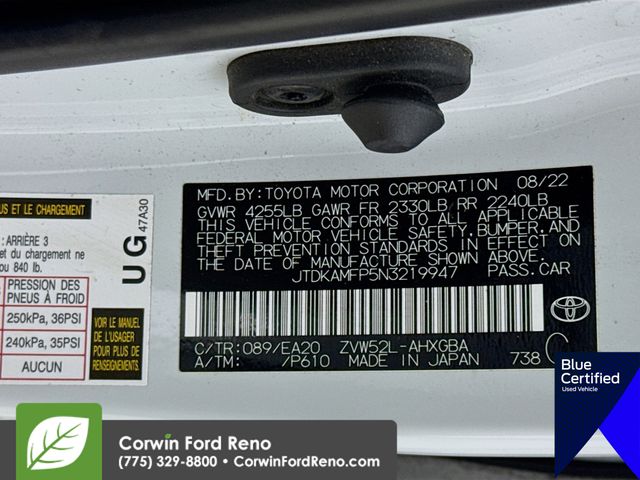 MFD.BY:TOYOTA MOTOR CORPORATION 08/22
GVWR 4255LB GAWR FR 2330LB RR 2240LB
THIS VEHICLE CONFORMS TO ALL APPLICABLE
FEDERAL MOTOR VEHICLE SAFETY,BUMPER,AND
THEFT PREVENTION STANDARDS IN EFFECT
ON THE DATE OF MANUFACTURE SHOWN ABOVE.
JTDKAMFP5N3219947 PASS.CAR
C/TR:089/EA20 ZVW52L-AHXGBA
A/TM: /P610 MADE IN JAPAN 738 C
TOYOTA
UG
47A30
: ARRIÈRE 3
et du chargement ne
ou 840 lb.
PRESSION DES
PNEUS À FROID
250kPa, 36PSI
240kPa, 35PSI
AUCUN
VOIR LE MANUEL
DE L'USAGER
POUR PLUS DE
RENSEIGNEMENTS
Blue
Certified
Used Vehicle
Corwin Ford Reno
(775) 329-8800 • CorwinFordReno.com